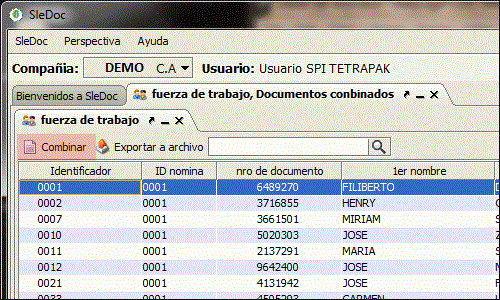 SleDoc
SleDoc Perspectiva Ayuda
Compañia: DEMO C.A Usuario: Usuario SPI TETRAPAK
Bienvenidos a SleDoc fuerza de trabajo, Documentos conbinados
fuerza de trabajo
Combinar Exportar a archivo
Identificador ID nomina nro de documento 1er nombre
0001 0001 6489270 FILIBERTO
0002 0001 3716855 HENRY
0007 0001 3661501 MIRIAM
0010 0001 5020303 JOSE
0011 0001 2137291 MARIA
0012 0001 9642400 JOSE
0021 0001 4131942 JOSE
0033 0001 4505203 CARMEN